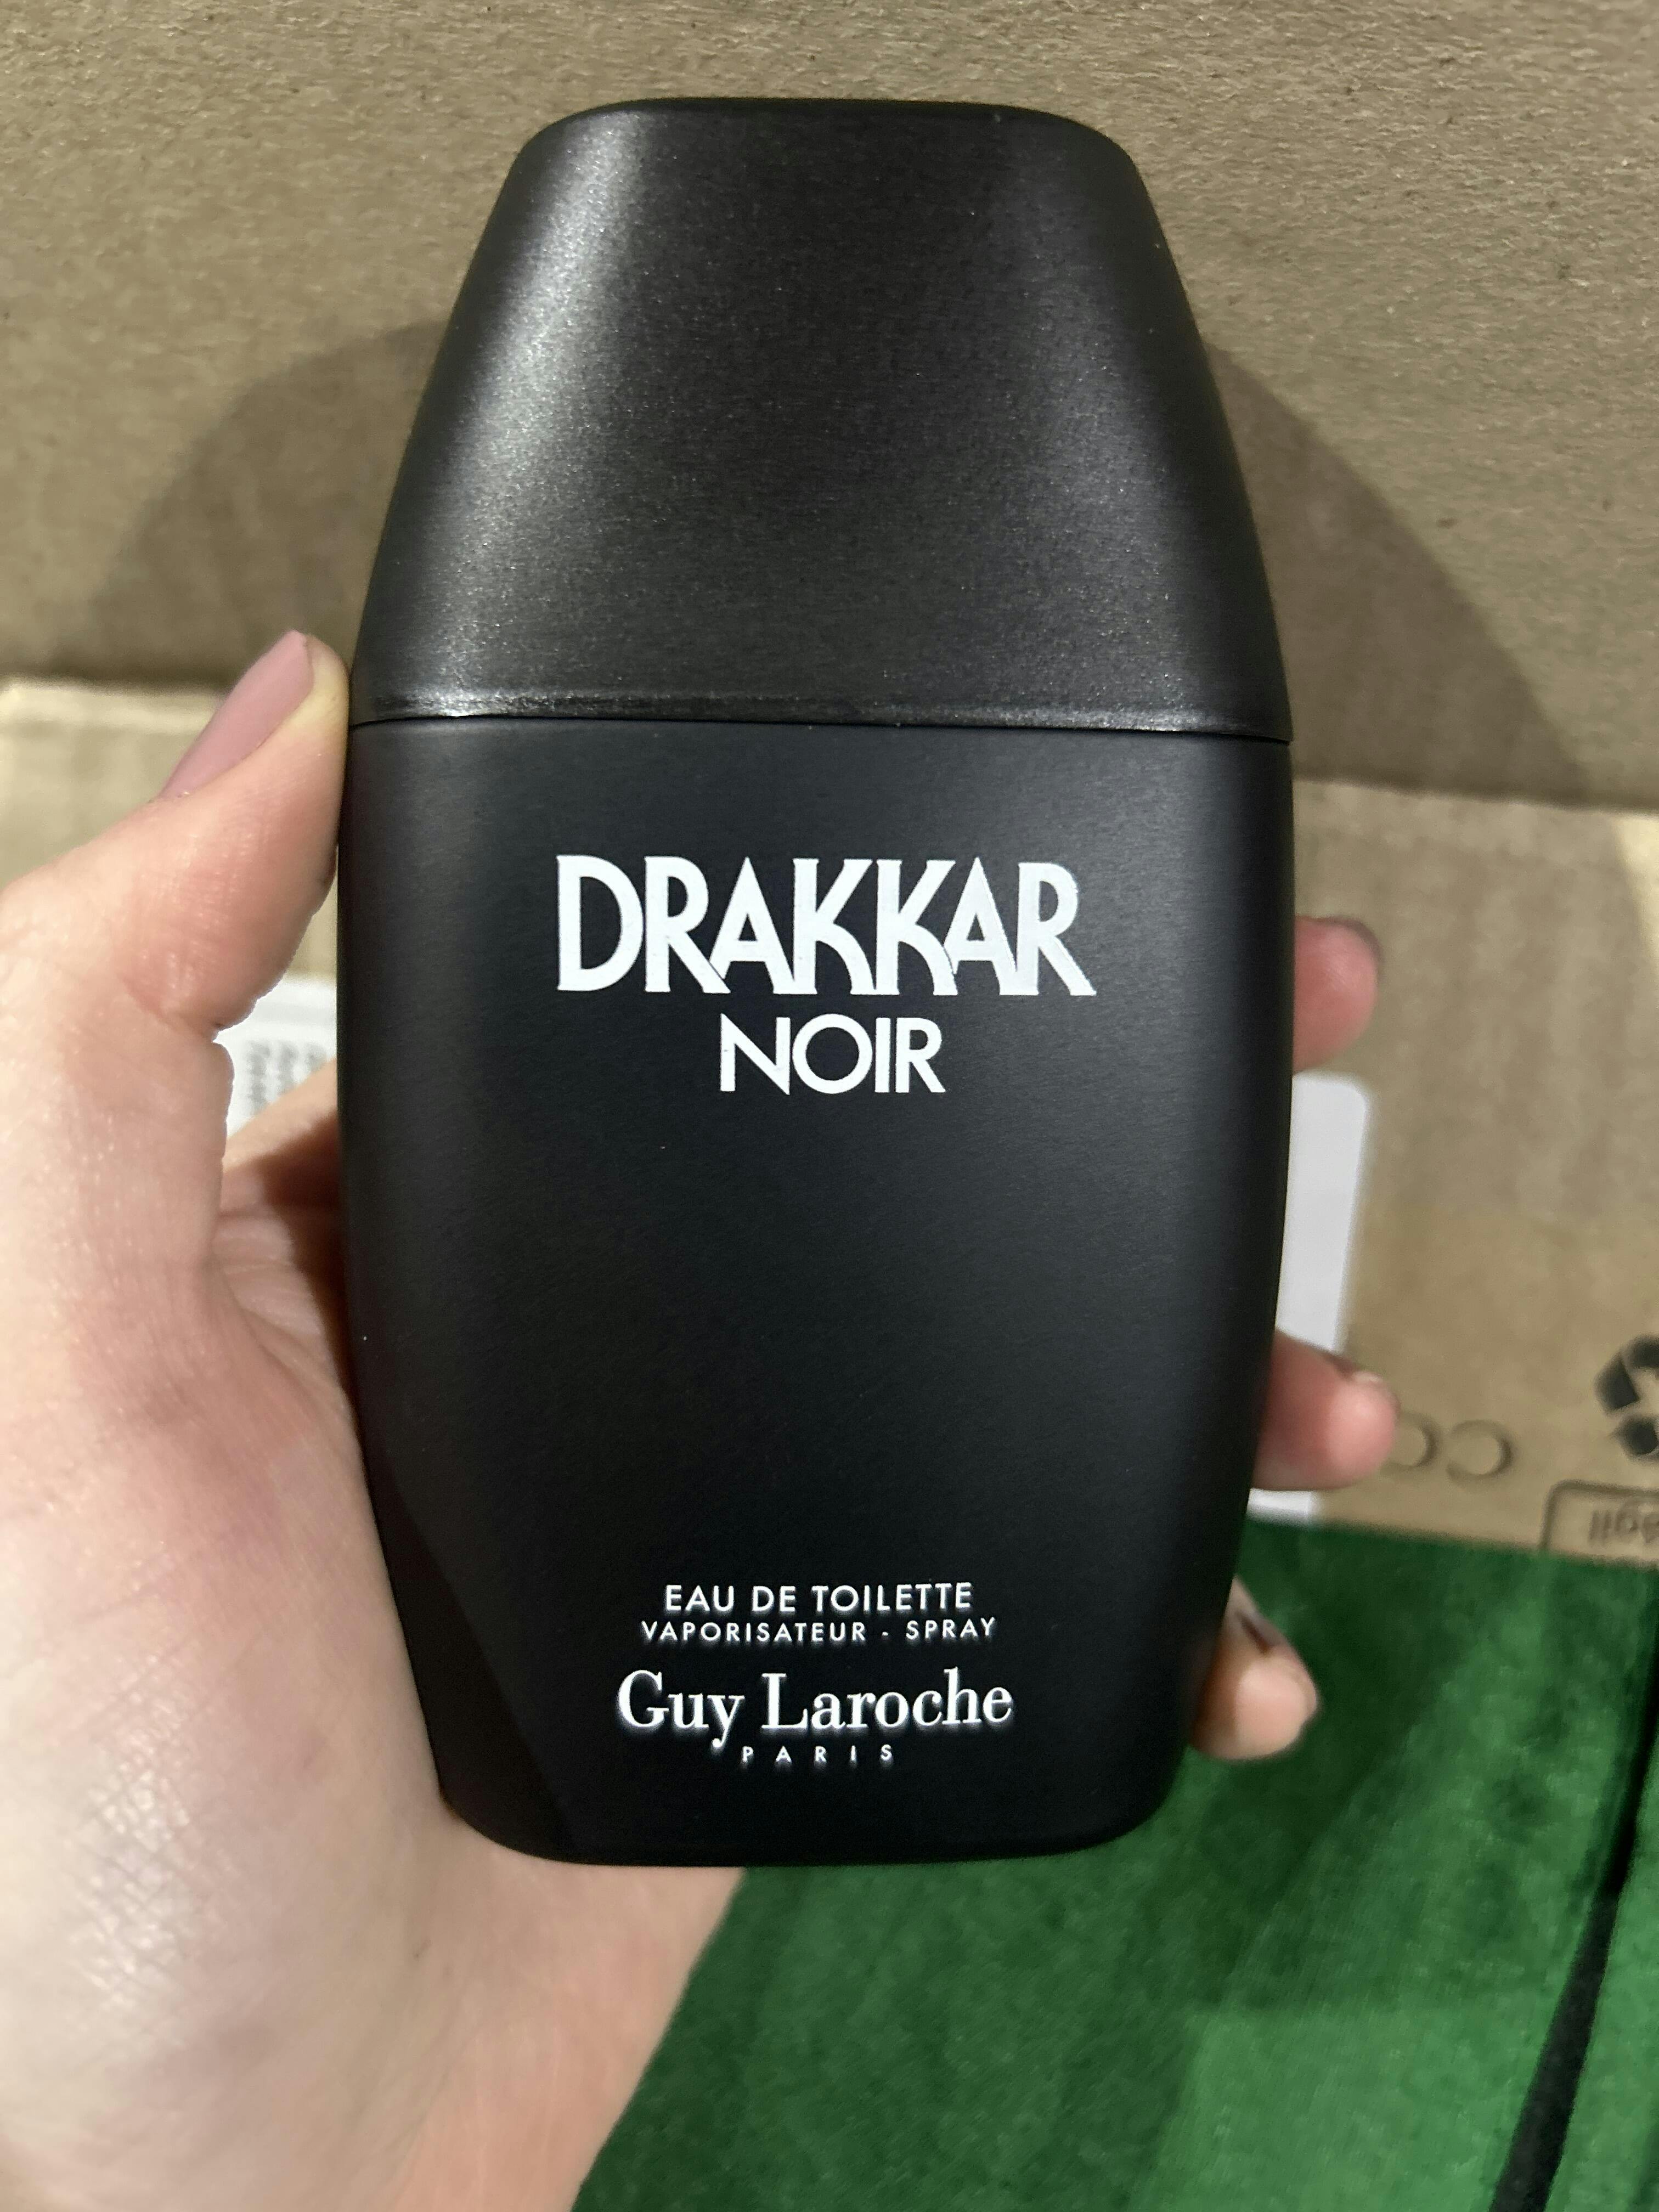 DRAKKAR
NOIR
EAU DE TOILETTE
VAPORISATEUR - SPRAY
Guy Laroche
PARIS